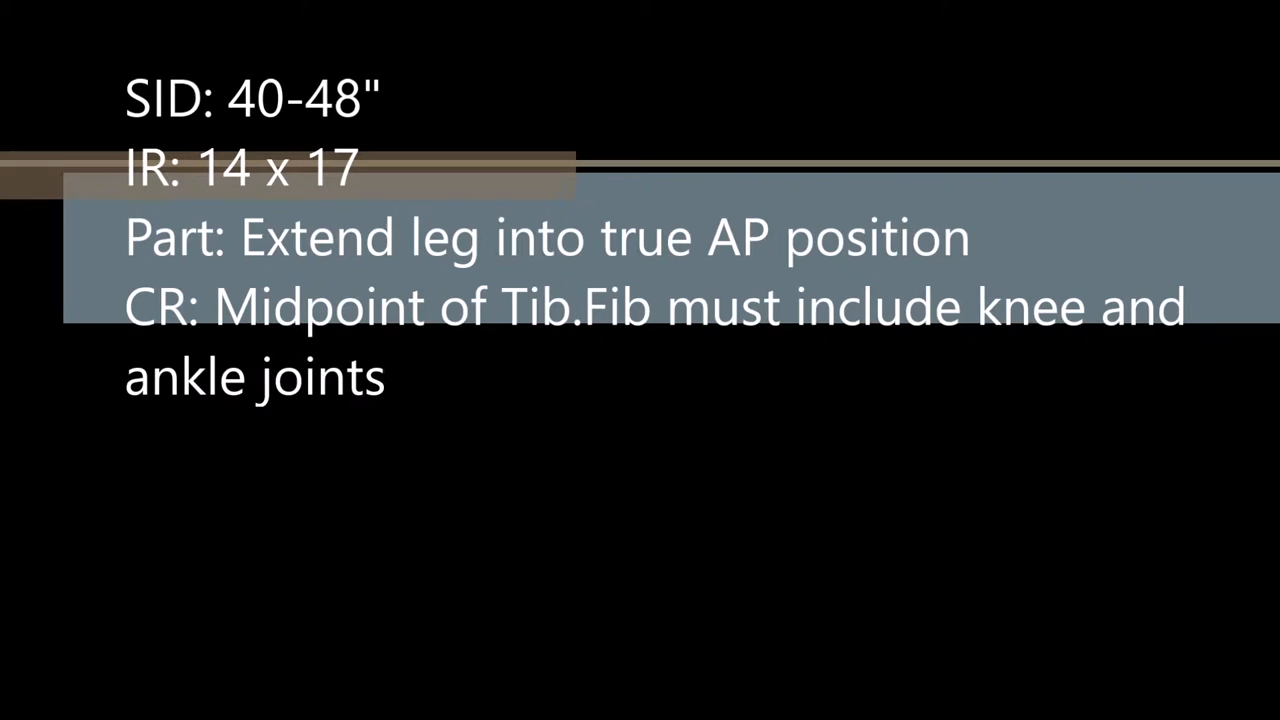 SID: 40-48"
IR: 14 x 17
Part: Extend leg into true AP position
CR: Midpoint of Tib.Fib must include knee and
ankle joints